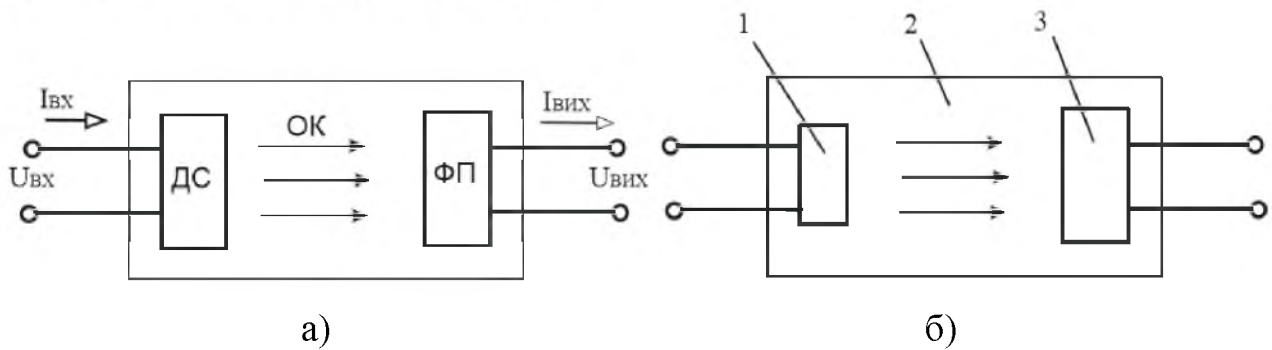 1 2 3
Iвх Iвих
ОК
ДС ФП
Uвх Uвих
а) б)